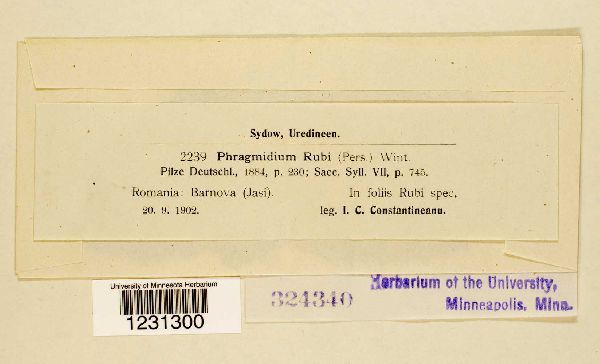 Sydow, Uredineen.
2239 Phragmidium Rubi (Pers.) Wint.
Pilze Deutschl., 1884, p. 230; Sacc. Syll. VII, p. 745.
Romania: Barnova (Jasi). In foliis Rubi spec.
20. 9. 1902. leg. I. C. Constantineanu.
University of Minnesota Herbarium
1231300
324340
Herbarium of the University,
Minneapolis, Minn.